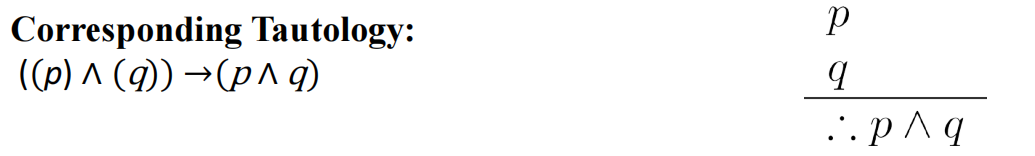 Corresponding Tautology:
((p) ∧ (q)) →(p ∧ q)
p
q
∴ p ∧ q